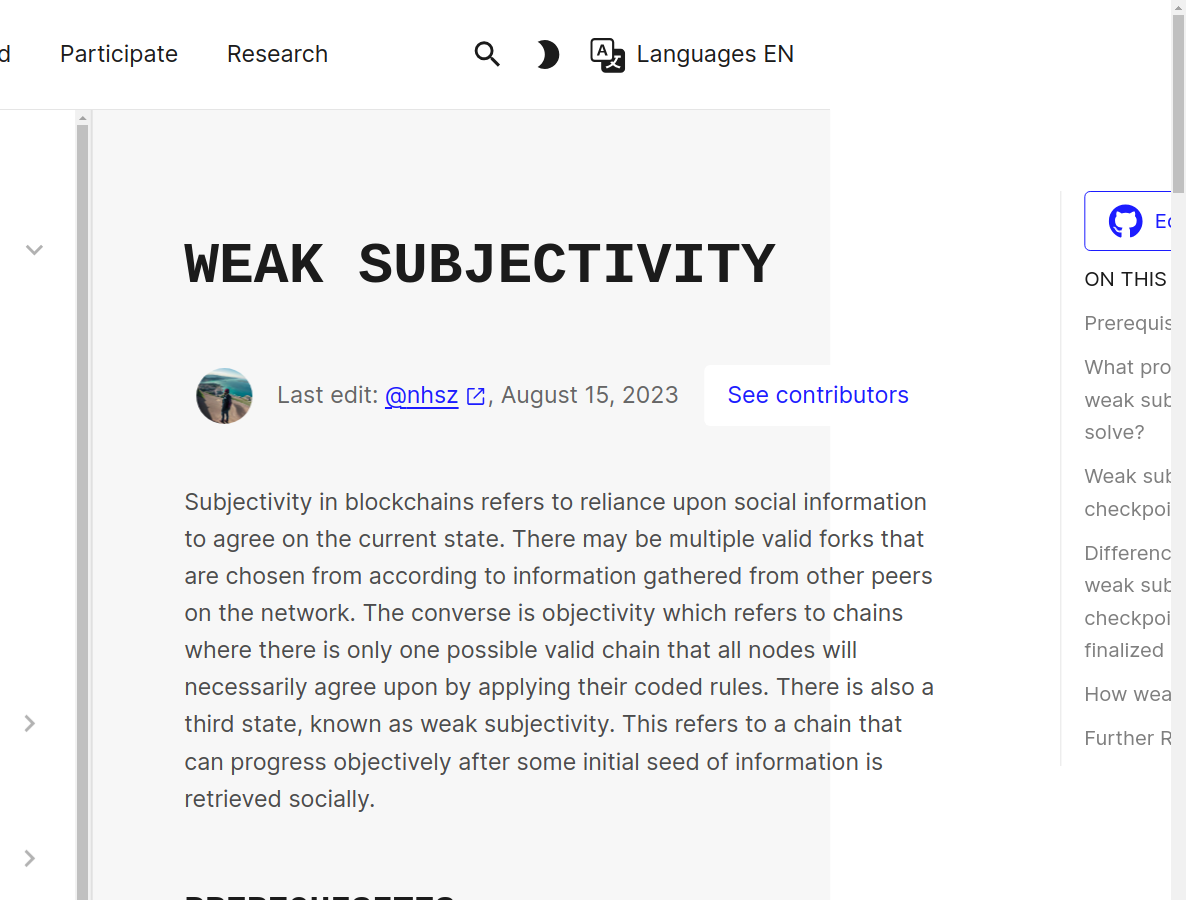 Participate Research Languages EN
WEAK SUBJECTIVITY
Last edit: @nhsz, August 15, 2023 See contributors
Subjectivity in blockchains refers to reliance upon social information
to agree on the current state. There may be multiple valid forks that
are chosen from according to information gathered from other peers
on the network. The converse is objectivity which refers to chains
where there is only one possible valid chain that all nodes will
necessarily agree upon by applying their coded rules. There is also a
third state, known as weak subjectivity. This refers to a chain that
can progress objectively after some initial seed of information is
retrieved socially.
PREREQUISITES
ON THIS
Prerequis
What pro
weak sub
solve?
Weak sub
checkpoi
Differenc
weak sub
checkpoi
finalized
How wea
Further R